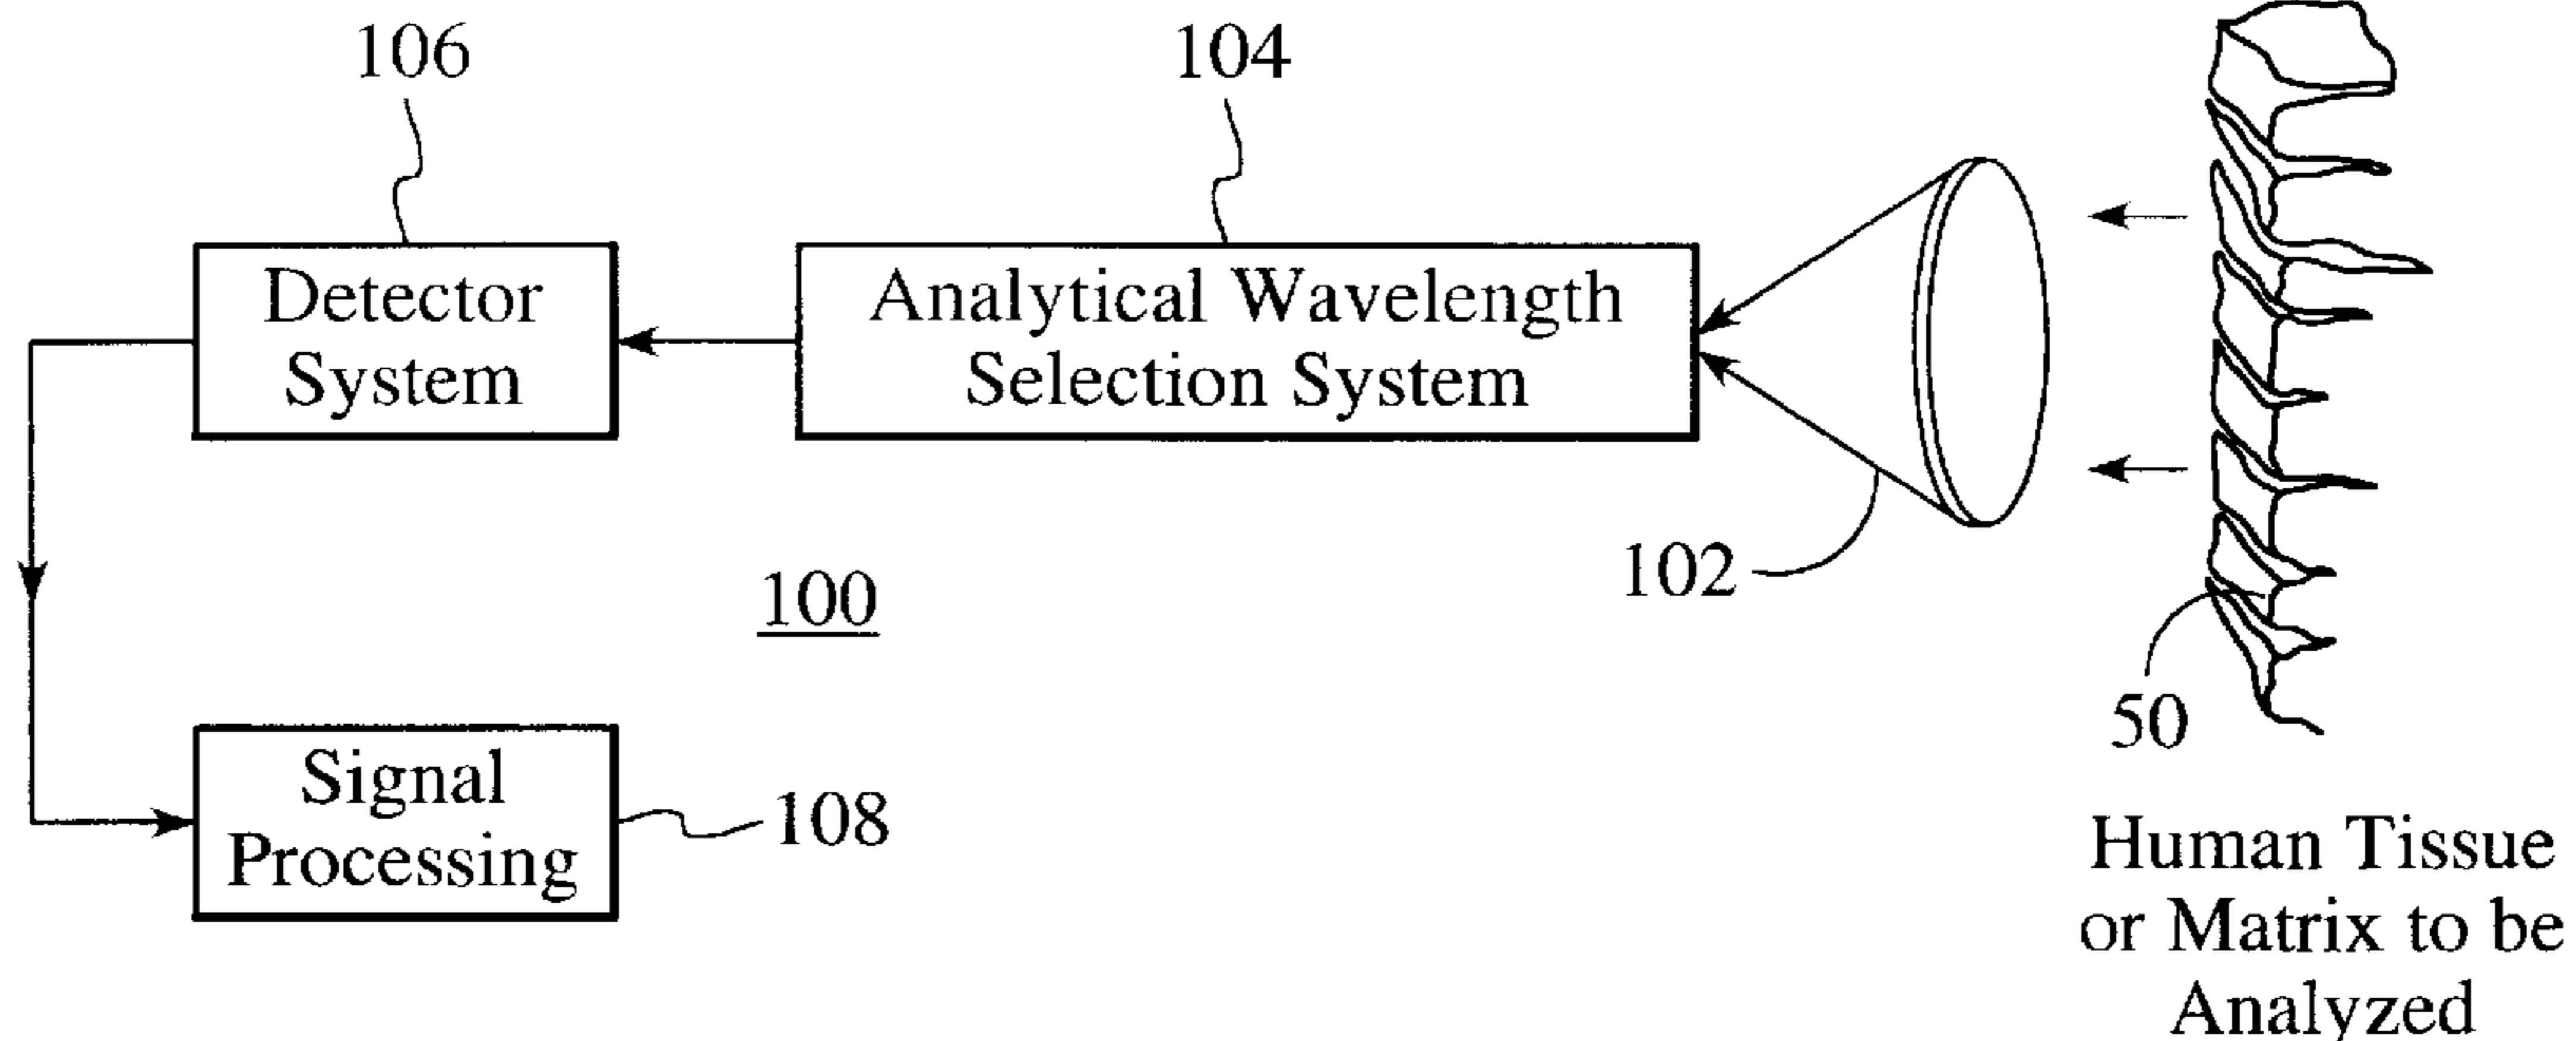 106
104
Detector
System
Analytical Wavelength
Selection System
102
100
50
Signal
Processing
108
Human Tissue
or Matrix to be
Analyzed